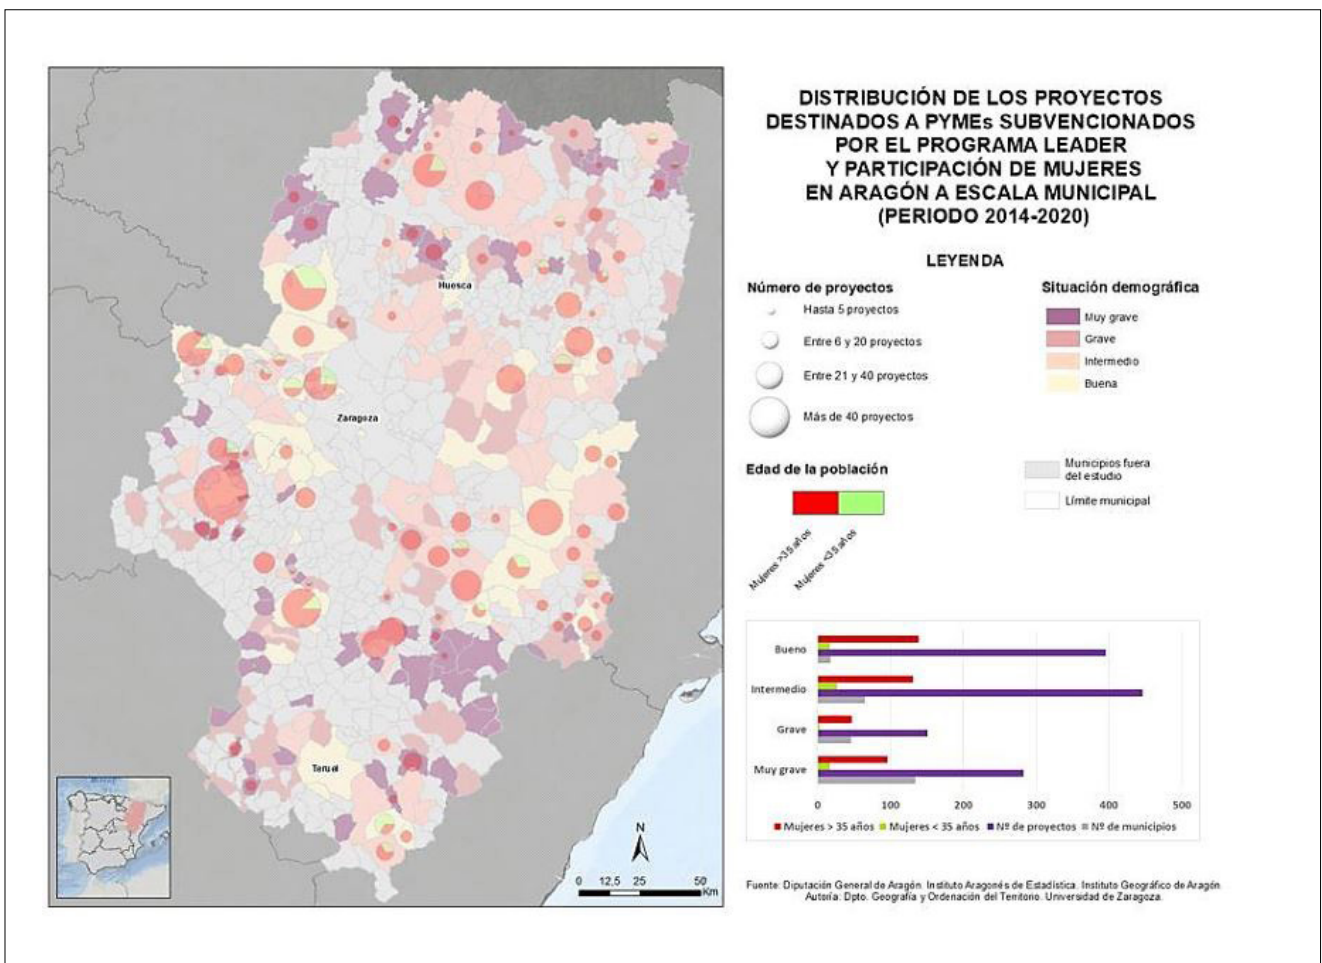 DISTRIBUCIÓN DE LOS PROYECTOS
DESTINADOS A PYMEs SUBVENCIONADOS
POR EL PROGRAMA LEADER
Y PARTICIPACIÓN DE MUJERES
EN ARAGÓN A ESCALA MUNICIPAL
(PERIODO 2014-2020)
LEYENDA
Número de proyectos
Hasta 5 proyectos
Entre 6 y 20 proyectos
Entre 21 y 40 proyectos
Más de 40 proyectos
Situación demográfica
Muy grave
Grave
Intermedio
Buena
Edad de la población
Mujeres >35 años
Mujeres <35 años
Municipios fuera
del estudio
Límite municipal
Huesca
Zaragoza
Teruel
N
0 12,5 25 50
Km
Bueno
Intermedio
Grave
Muy grave
0 100 200 300 400 500
Mujeres > 35 años Mujeres < 35 años Nº de proyectos Nº de municipios
Fuente: Diputación General de Aragón. Instituto Aragonés de Estadística. Instituto Geográfico de Aragón
Autoría: Dpto. Geografía y Ordenación del Territorio. Universidad de Zaragoza.